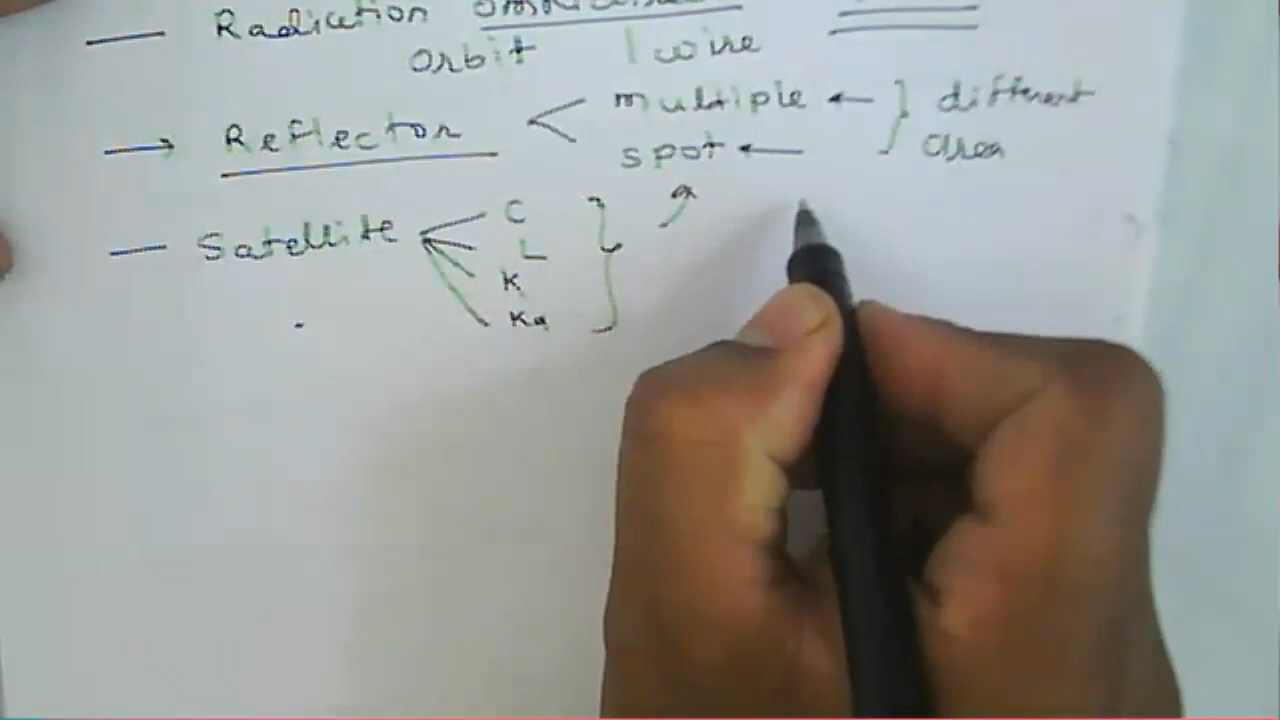 — Radiation
orbit wire
→ Reflector < multiple ← } different
spot ← area
— Satellite C
L
K
Ka